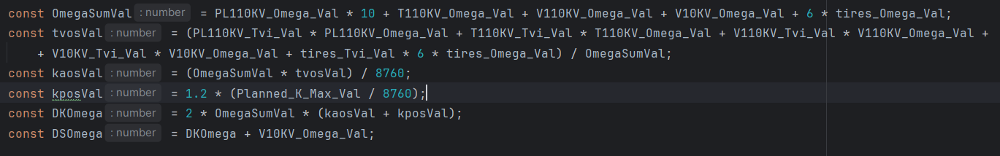 const OmegaSumVal : number = PL110KV_Omega_Val * 10 + T110KV_Omega_Val + V110KV_Omega_Val + V10KV_Omega_Val + 6 * tires_Omega_Val;
const tvosVal : number = (PL110KV_Tvi_Val * PL110KV_Omega_Val + T110KV_Tvi_Val * T110KV_Omega_Val + V110KV_Tvi_Val * V110KV_Omega_Val +
+ V10KV_Tvi_Val * V10KV_Omega_Val + tires_Tvi_Val * 6 * tires_Omega_Val) / OmegaSumVal;
const kaosVal : number = (OmegaSumVal * tvosVal) / 8760;
const kposVal : number = 1.2 * (Planned_K_Max_Val / 8760);
const DKOmega : number = 2 * OmegaSumVal * (kaosVal + kposVal);
const DSOmega : number = DKOmega + V10KV_Omega_Val;